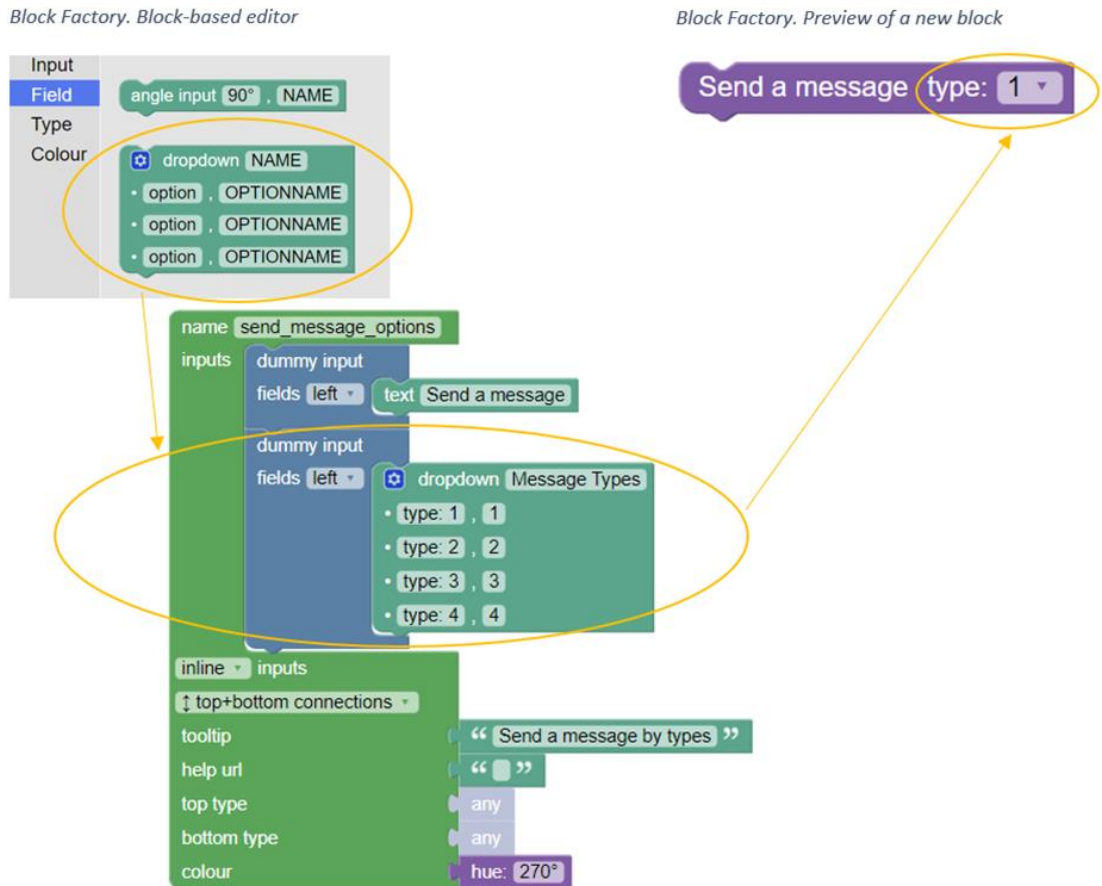 Block Factory. Block-based editor
Block Factory. Preview of a new block
Input
Field
Type
Colour
angle input 90° , NAME
dropdown NAME
• option , OPTIONNAME
• option , OPTIONNAME
• option , OPTIONNAME
Send a message type: 1
name send_message_options
inputs dummy input
fields left text Send a message
dummy input
fields left dropdown Message Types
• type: 1 , 1
• type: 2 , 2
• type: 3 , 3
• type: 4 , 4
inline inputs
↕ top+bottom connections
tooltip “ Send a message by types ”
help url “ ”
top type any
bottom type any
colour hue: 270°